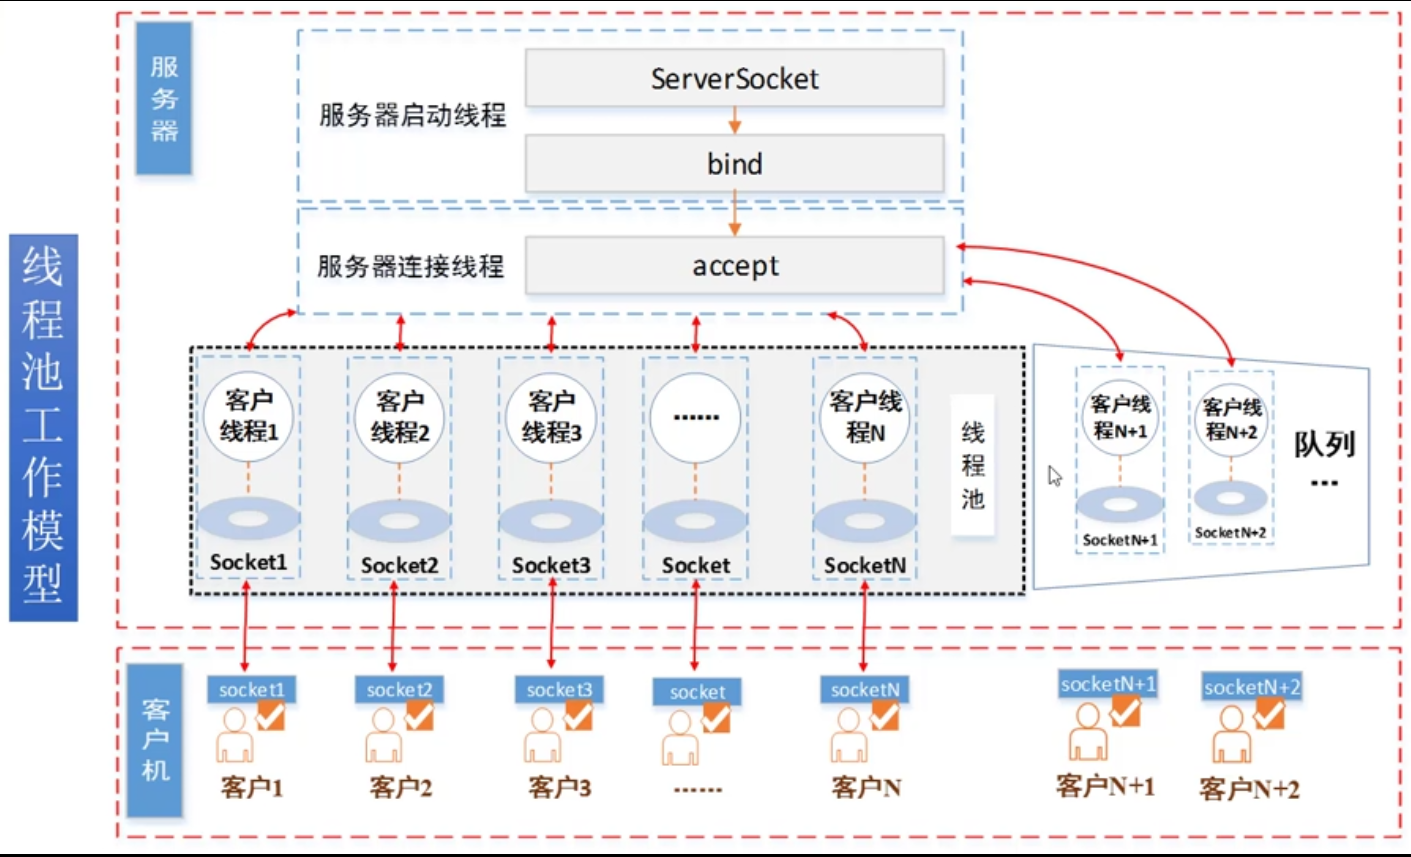 线程池工作模型
服务器
服务器启动线程
ServerSocket
bind
服务器连接线程
accept
客户
线程1
Socket1
客户
线程2
Socket2
客户
线程3
Socket3
......
Socket
客户线
程N
SocketN
线程池
客户线
程N+1
SocketN+1
客户线
程N+2
SocketN+2
队列
...
客户机
socket1
客户1
socket2
客户2
socket3
客户3
socket
......
socketN
客户N
socketN+1
客户N+1
socketN+2
客户N+2